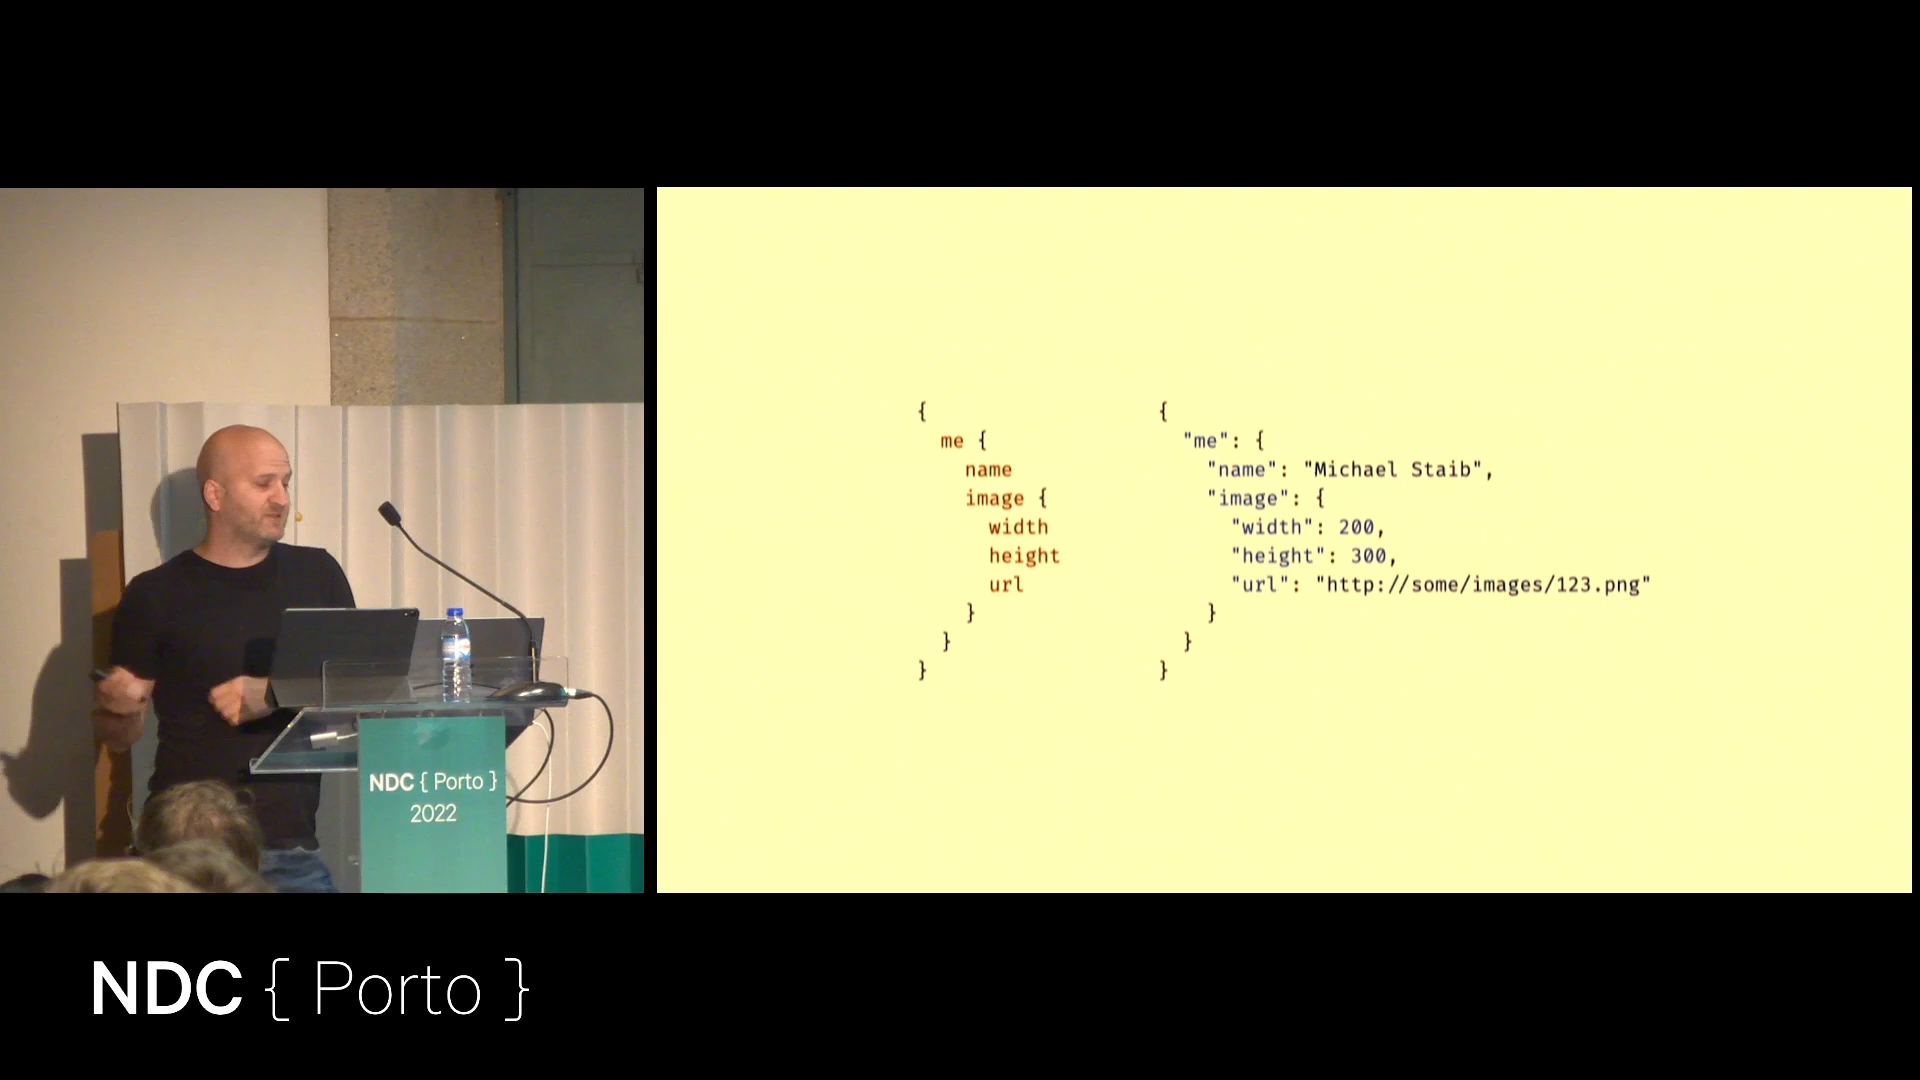 {
me {
name
image {
width
height
url
}
}
}
{
"me": {
"name": "Michael Staib",
"image": {
"width": 200,
"height": 300,
"url": "http://some/images/123.png"
}
}
}
NDC { Porto }
2022
NDC { Porto }